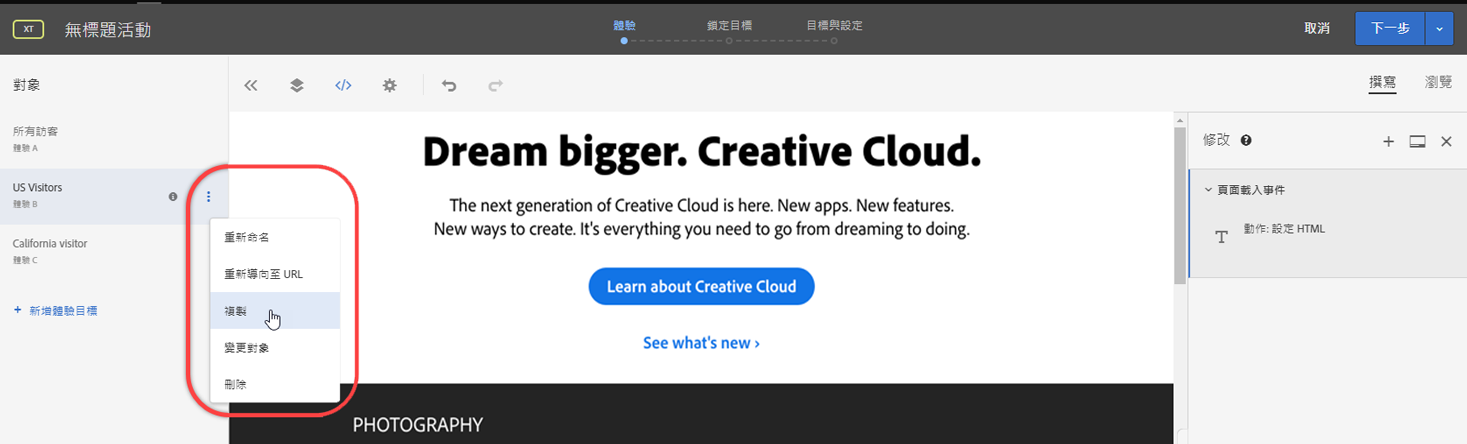 XT
無標題活動
體驗
鎖定目標
目標與設定
取消
下一步
對象
撰寫
瀏覽
所有訪客
體驗 A
US Visitors
體驗 B
California visitor
體驗 C
+ 新增體驗目標
重新命名
重新導向至 URL
複製
變更對象
刪除
Dream bigger. Creative Cloud.
The next generation of Creative Cloud is here. New apps. New features.
New ways to create. It's everything you need to go from dreaming to doing.
Learn about Creative Cloud
See what's new ›
PHOTOGRAPHY
修改
頁面載入事件
動作: 設定 HTML